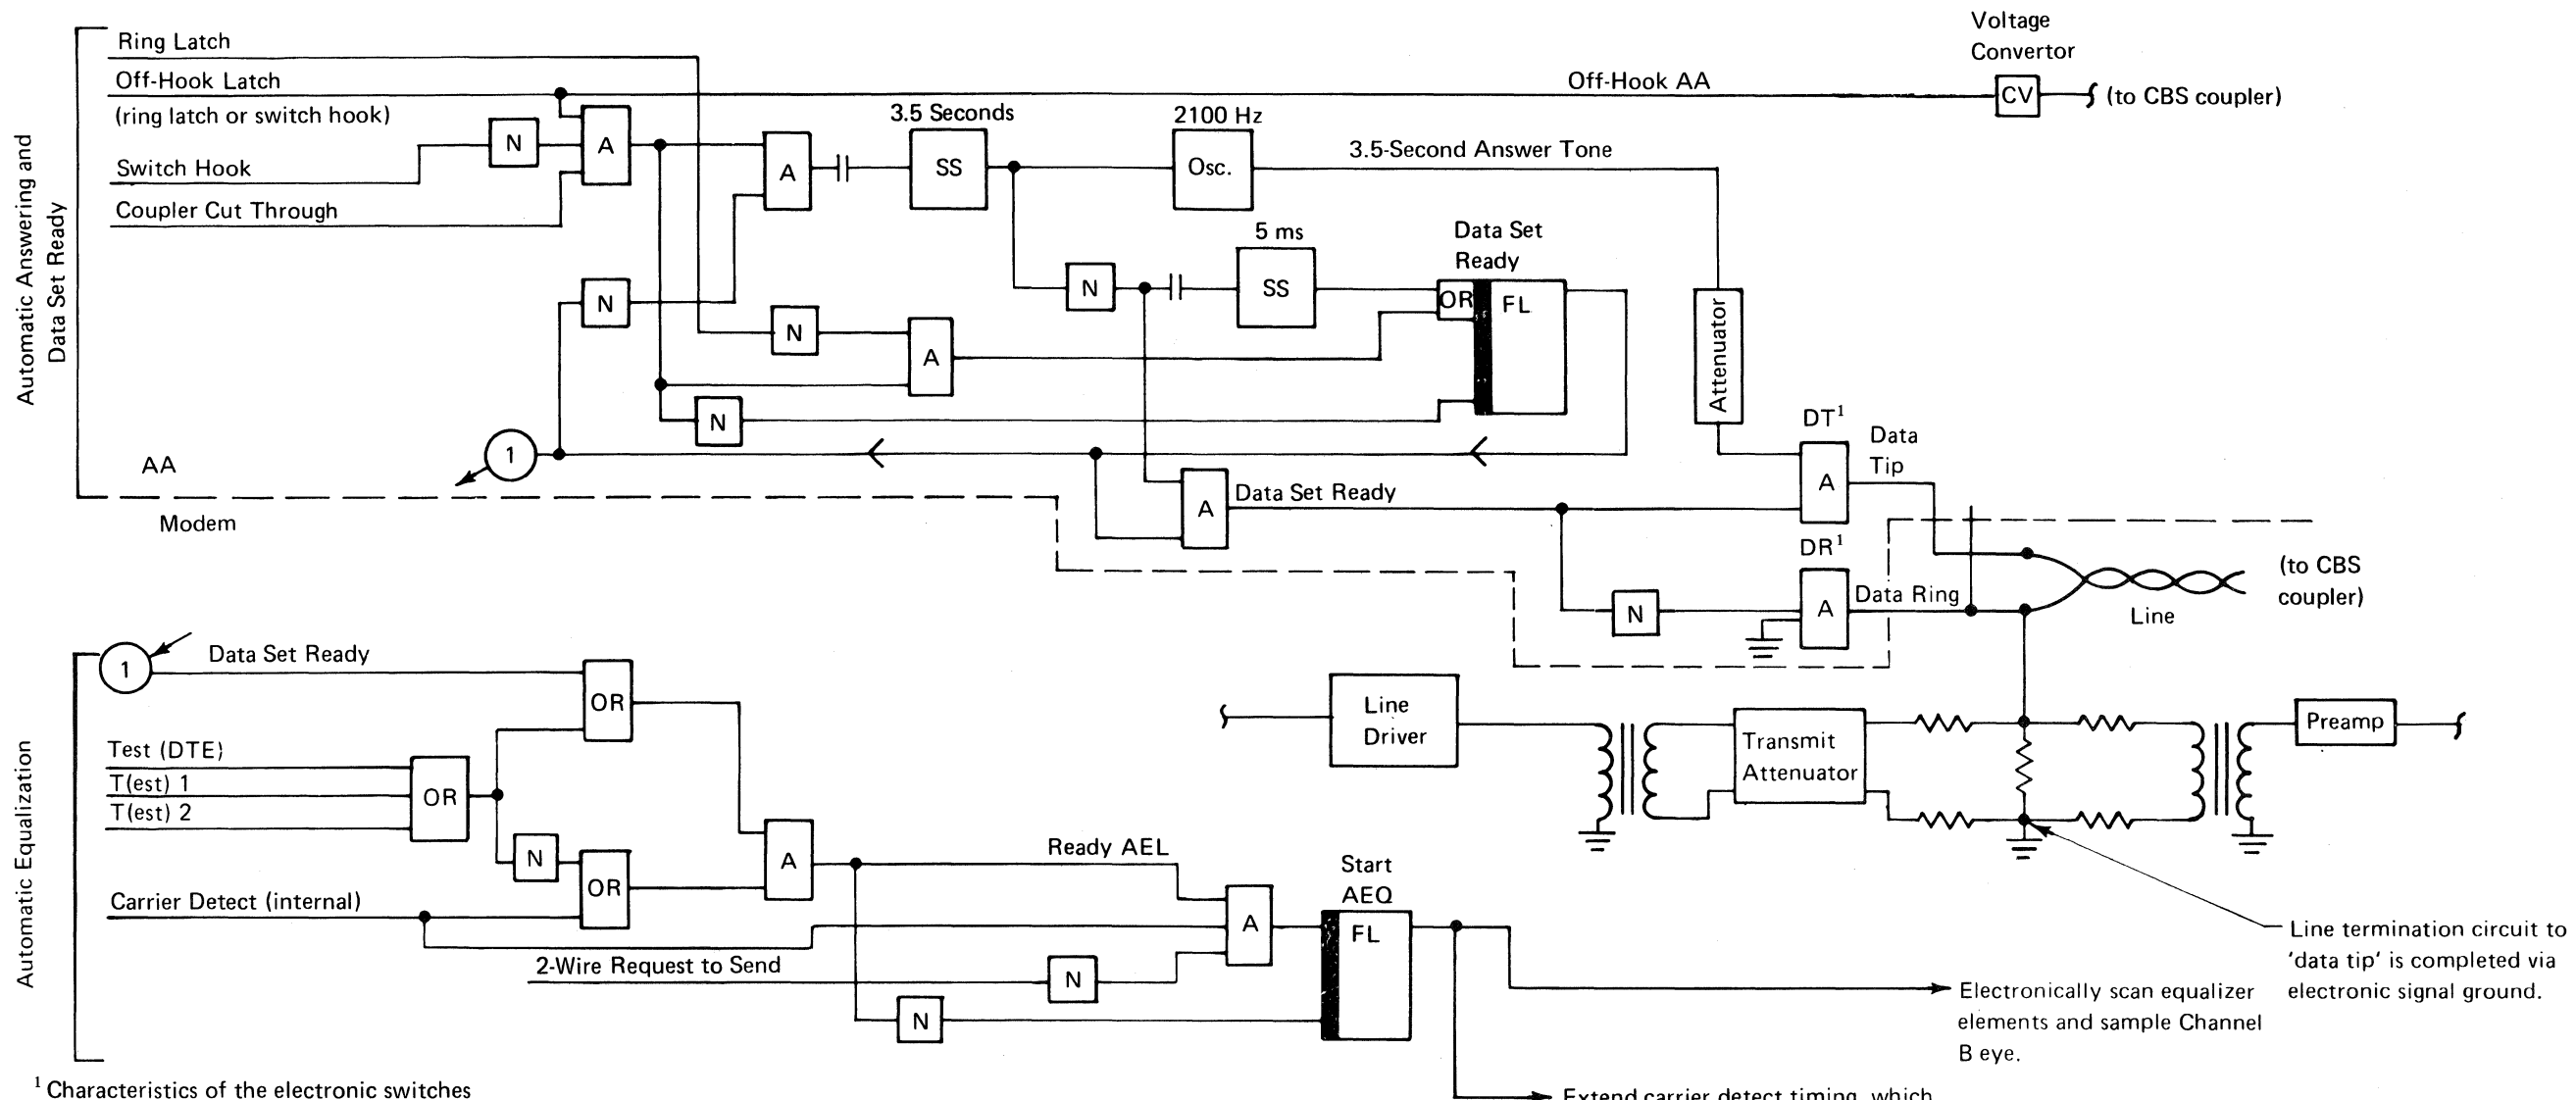 Voltage
Convertor
Ring Latch
Off-Hook Latch
Off-Hook AA
CV
(to CBS coupler)
(ring latch or switch hook)
3.5 Seconds
2100 Hz
N
A
A
SS
Osc.
3.5-Second Answer Tone
Switch Hook
Coupler Cut Through
Automatic Answering and
Data Set Ready
5 ms
Data Set
Ready
N
N
SS
OR
FL
N
A
Attenuator
N
DT¹
Data
Tip
1
AA
A
A
Data Set Ready
Modem
DR¹
(to CBS
coupler)
N
A
Data Ring
Line
1
Data Set Ready
OR
Line
Driver
Transmit
Attenuator
Preamp
Automatic Equalization
Test (DTE)
T(est) 1
T(est) 2
OR
N
OR
A
Ready AEL
Start
AEQ
Carrier Detect (internal)
A
FL
2-Wire Request to Send
N
N
Line termination circuit to
'data tip' is completed via
electronic signal ground.
Electronically scan equalizer
elements and sample Channel
B eye.
¹ Characteristics of the electronic switches
Extend carrier detect timing, which